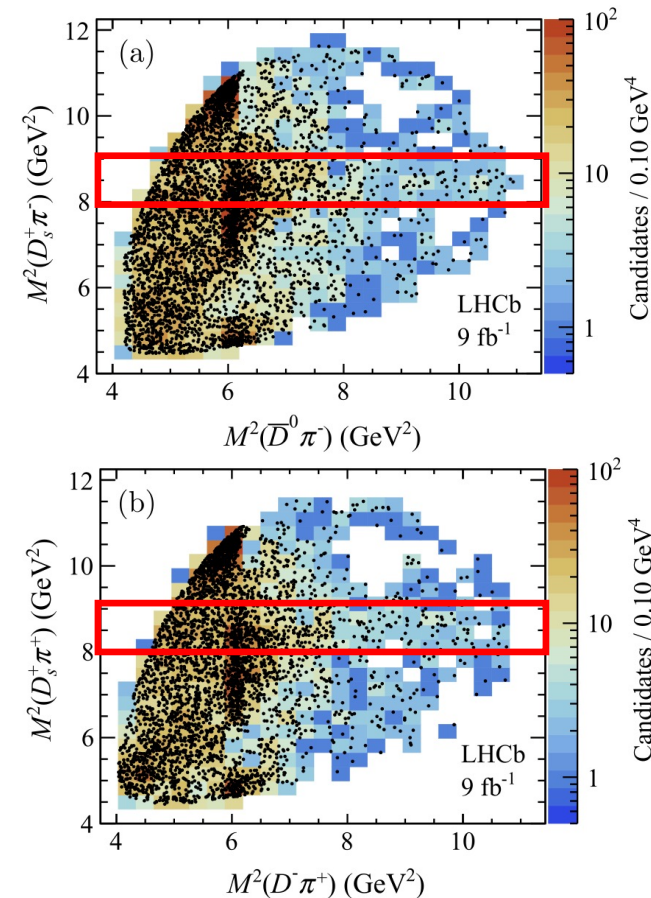 (a)
12
10
8
6
4
4 6 8 10
M²(D̅⁰π⁻) (GeV²)
M²(Dₛ⁺π⁻) (GeV²)
LHCb
9 fb⁻¹
10²
10
1
Candidates / 0.10 GeV⁴
(b)
12
10
8
6
4
4 6 8 10
M²(D⁻π⁺) (GeV²)
M²(Dₛ⁺π⁺) (GeV²)
LHCb
9 fb⁻¹
10²
10
1
Candidates / 0.10 GeV⁴